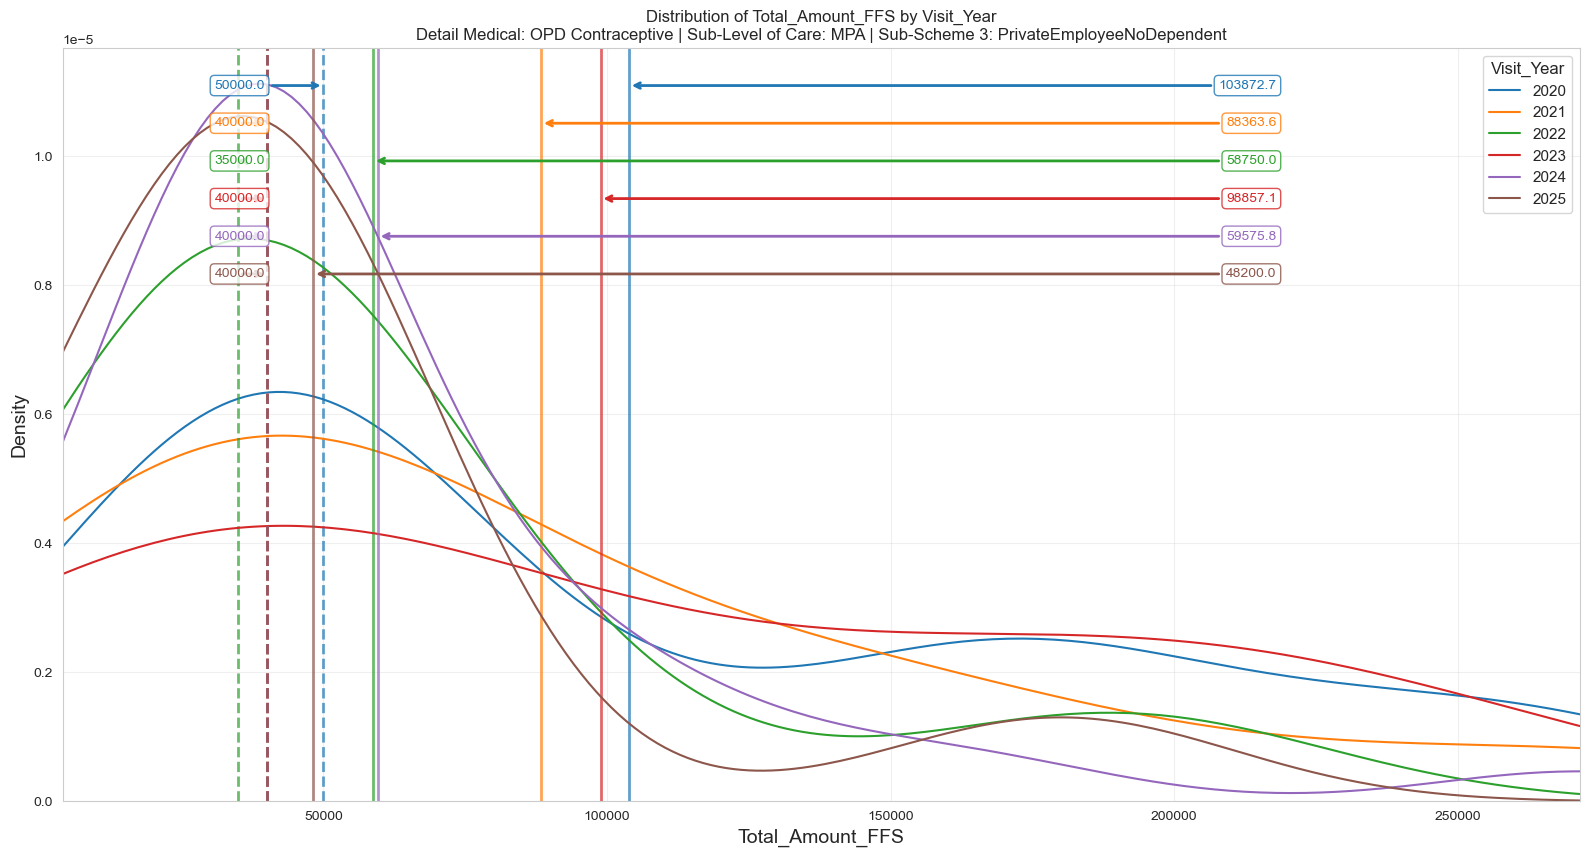 Distribution of Total_Amount_FFS by Visit_Year
Detail Medical: OPD Contraceptive | Sub-Level of Care: MPA | Sub-Scheme 3: PrivateEmployeeNoDependent
1e−5
Visit_Year
2020
2021
2022
2023
2024
2025
50000.0 103872.7
40000.0 88363.6
35000.0 58750.0
40000.0 98857.1
40000.0 59575.8
40000.0 48200.0
1.0
0.8
0.6
0.4
0.2
0.0
Density
50000 100000 150000 200000 250000
Total_Amount_FFS